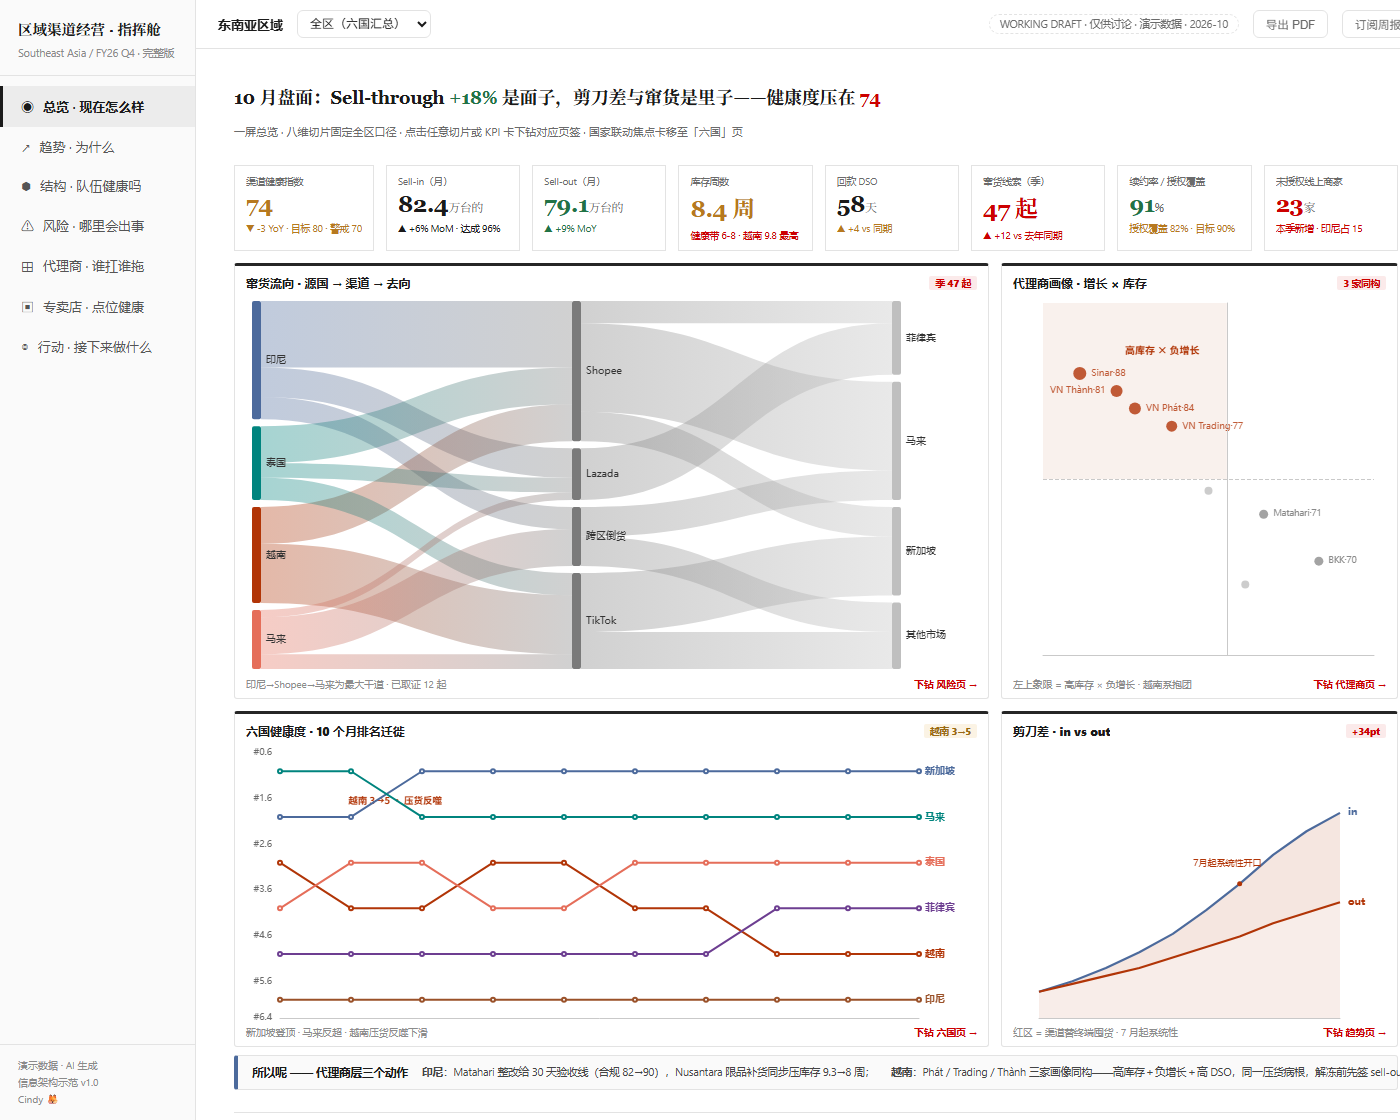 区域渠道经营 · 指挥舱
Southeast Asia / FY26 Q4 · 完整版
总览 · 现在怎么样
趋势 · 为什么
结构 · 队伍健康吗
风险 · 哪里会出事
代理商 · 谁扛谁拖
专卖店 · 点位健康
行动 · 接下来做什么
演示数据 · AI 生成
信息架构示范 v1.0
Cindy
东南亚区域
全区（六国汇总）
WORKING DRAFT · 仅供讨论 · 演示数据 · 2026-10
导出 PDF
订阅周报
10 月盘面：Sell-through +18% 是面子，剪刀差与窜货是里子——健康度压在 74
一屏总览 · 八维切片固定全区口径 · 点击任意切片或 KPI 卡下钻对应页签 · 国家联动焦点卡移至「六国」页
渠道健康指数
74
▼ -3 YoY · 目标 80 · 警戒 70
Sell-in（月）
82.4万台的
▲ +6% MoM · 达成 96%
Sell-out（月）
79.1万台的
▲ +9% MoY
库存周数
8.4 周
健康带 6-8 · 越南 9.8 最高
回款 DSO
58天
▲ +4 vs 同期
窜货线索（季）
47 起
▲ +12 vs 去年同期
续约率 / 授权覆盖
91%
授权覆盖 82% · 目标 90%
未授权线上商家
23家
本季新增 · 印尼占 15
窜货流向 · 源国 → 渠道 → 去向
季 47 起
印尼
泰国
越南
马来
Shopee
Lazada
跨区倒货
TikTok
菲律宾
马来
新加坡
其他市场
印尼→Shopee→马来为最大干道 · 已取证 12 起
下钻 风险页 →
代理商画像 · 增长 × 库存
3 家同构
高库存 × 负增长
Sinar·88
VN Thành·81
VN Phát·84
VN Trading·77
Matahari·71
BKK·70
左上象限 = 高库存 × 负增长 · 越南系抱团
下钻 代理商页 →
六国健康度 · 10 个月排名迁徙
越南 3→5
#0.6
#1.6
#2.6
#3.6
#4.6
#5.6
#6.4
越南 3→5 · 压货反噬
新加坡
马来
泰国
菲律宾
越南
印尼
新加坡登顶 · 马来反超 · 越南压货反噬下滑
下钻 六国页 →
剪刀差 · in vs out
+34pt
7月起系统性开口
in
out
红区 = 渠道替终端囤货 · 7 月起系统性
下钻 趋势页 →
所以呢 —— 代理商层三个动作 印尼：Matahari 整改给 30 天验收线（合规 82→90），Nusantara 限品补货同步压库存 9.3→8 周； 越南：Phát / Trading / Thành 三家画像同构——高库存 + 负增长 + 高 DSO，同一压货病根，解冻前先签 sell-ou